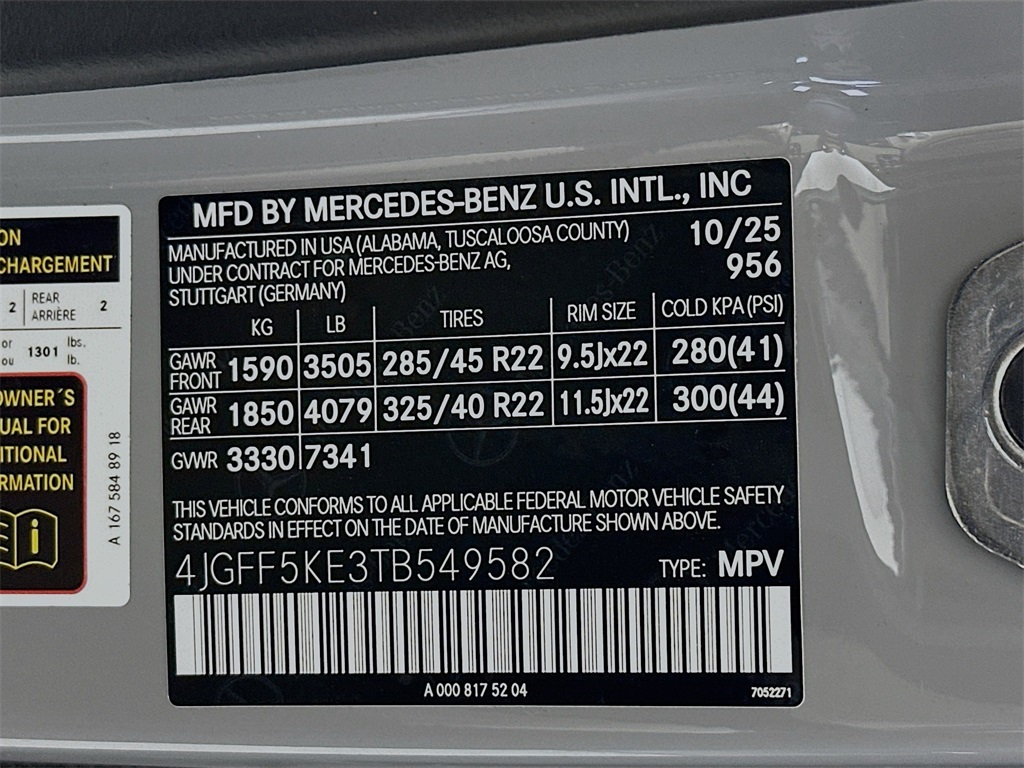 ON
CHARGEMENT
2 REAR ARRIÈRE 2
or ou 1301 lbs. lb.
OWNER´S
UAL FOR
ITIONAL
RMATION
A 167 584 89 18
MFD BY MERCEDES-BENZ U.S. INTL., INC
MANUFACTURED IN USA (ALABAMA, TUSCALOOSA COUNTY) 10/25
UNDER CONTRACT FOR MERCEDES-BENZ AG, 956
STUTTGART (GERMANY)
KG LB TIRES RIM SIZE COLD KPA (PSI)
GAWR FRONT 1590 3505 285/45 R22 9.5Jx22 280(41)
GAWR REAR 1850 4079 325/40 R22 11.5Jx22 300(44)
GVWR 3330 7341
THIS VEHICLE CONFORMS TO ALL APPLICABLE FEDERAL MOTOR VEHICLE SAFETY
STANDARDS IN EFFECT ON THE DATE OF MANUFACTURE SHOWN ABOVE.
4JGFF5KE3TB549582 TYPE: MPV
A 000 817 52 04 7052271